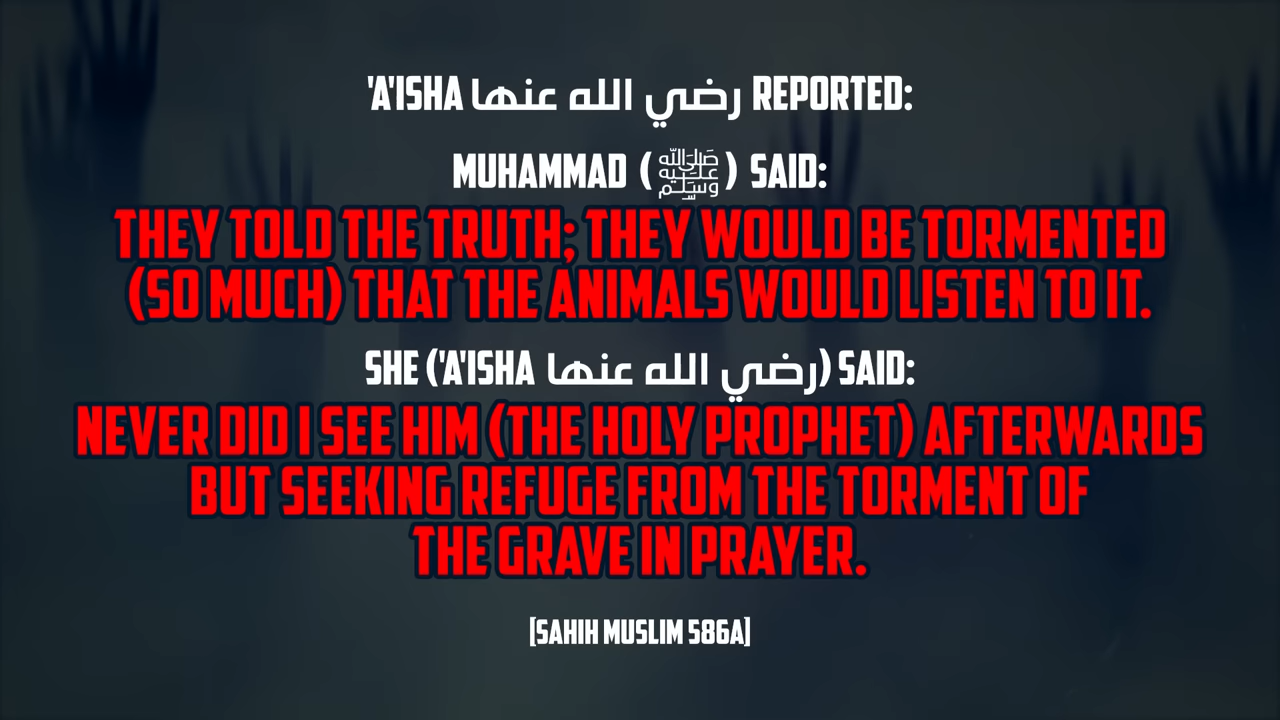 'A'ISHA رضي الله عنها REPORTED:
MUHAMMAD (ﷺ) SAID:
THEY TOLD THE TRUTH; THEY WOULD BE TORMENTED
(SO MUCH) THAT THE ANIMALS WOULD LISTEN TO IT.
SHE ('A'ISHA رضي الله عنها) SAID:
NEVER DID I SEE HIM (THE HOLY PROPHET) AFTERWARDS
BUT SEEKING REFUGE FROM THE TORMENT OF
THE GRAVE IN PRAYER.
[SAHIH MUSLIM 586A]